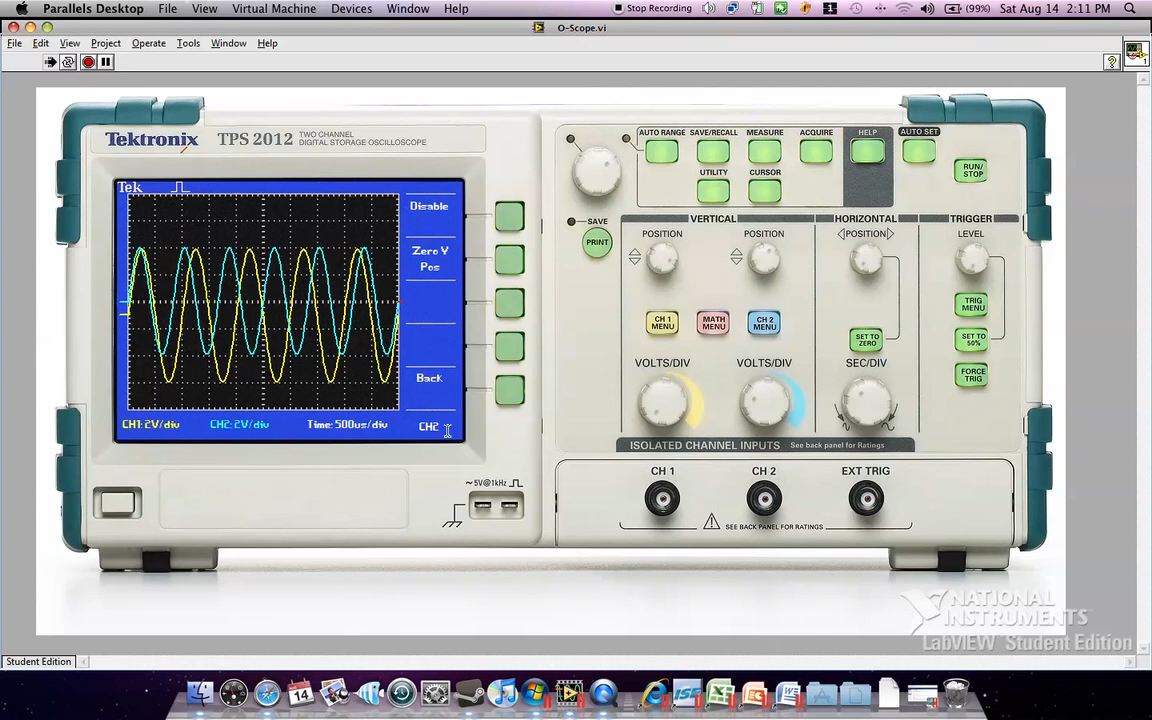 Parallels Desktop File View Virtual Machine Devices Window Help Stop Recording 1 (99%) Sat Aug 14 2:11 PM
O-Scope.vi
File Edit View Project Operate Tools Window Help
?
1
Tektronix TPS 2012 TWO CHANNEL
DIGITAL STORAGE OSCILLOSCOPE
Tek
Disable
Zero Y
Pos
Back
CH1: 2V/div CH2: 2V/div Time: 500us/div CH2
~5V@1kHz
AUTO RANGE SAVE/RECALL MEASURE ACQUIRE HELP AUTO SET
UTILITY CURSOR
RUN/
STOP
SAVE
PRINT
VERTICAL HORIZONTAL TRIGGER
POSITION POSITION POSITION LEVEL
CH 1
MENU
MATH
MENU
CH 2
MENU
TRIG
MENU
SET TO
ZERO
SET TO
50%
FORCE
TRIG
VOLTS/DIV VOLTS/DIV SEC/DIV
ISOLATED CHANNEL INPUTS See back panel for Ratings
CH 1 CH 2 EXT TRIG
SEE BACK PANEL FOR RATINGS
NATIONAL
INSTRUMENTS
LabVIEW Student Edition
Student Edition
14
ISP